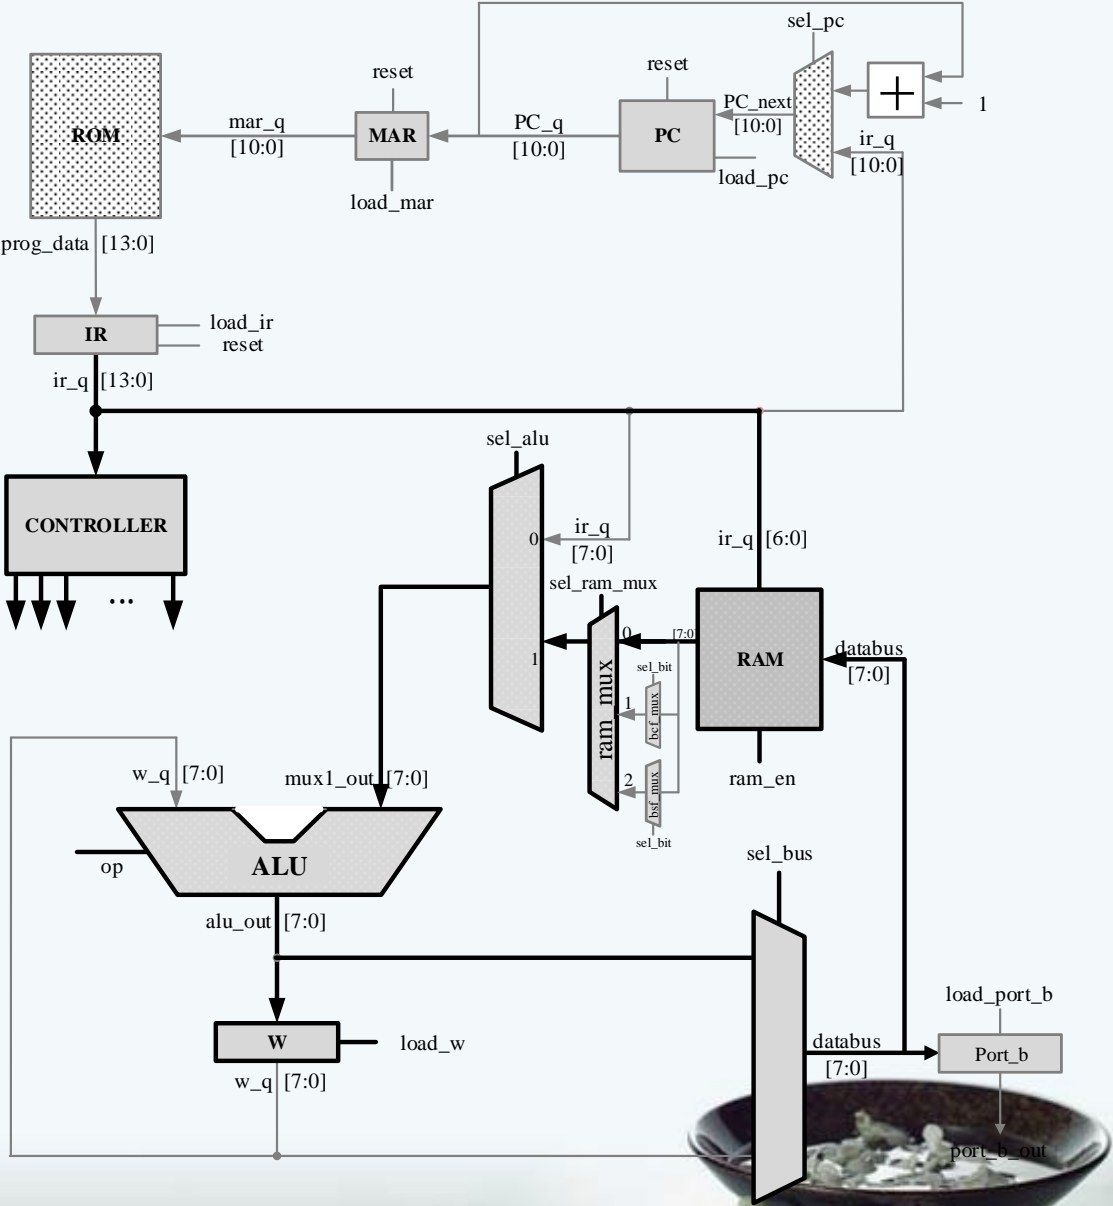 sel_pc
reset
reset
ROM
mar_q
[10:0]
MAR
PC_q
[10:0]
PC
PC_next
[10:0]
+
1
ir_q
[10:0]
load_mar
load_pc
prog_data [13:0]
IR
load_ir
reset
ir_q [13:0]
sel_alu
CONTROLLER
...
0
ir_q
[7:0]
ir_q [6:0]
sel_ram_mux
0
[7:0]
1
ram_mux
sel_bit
1
bcf_mux
2
bsf_mux
sel_bit
RAM
databus
[7:0]
ram_en
w_q [7:0]
mux1_out [7:0]
op
ALU
sel_bus
alu_out [7:0]
W
load_w
w_q [7:0]
load_port_b
databus
[7:0]
Port_b
port_b_out